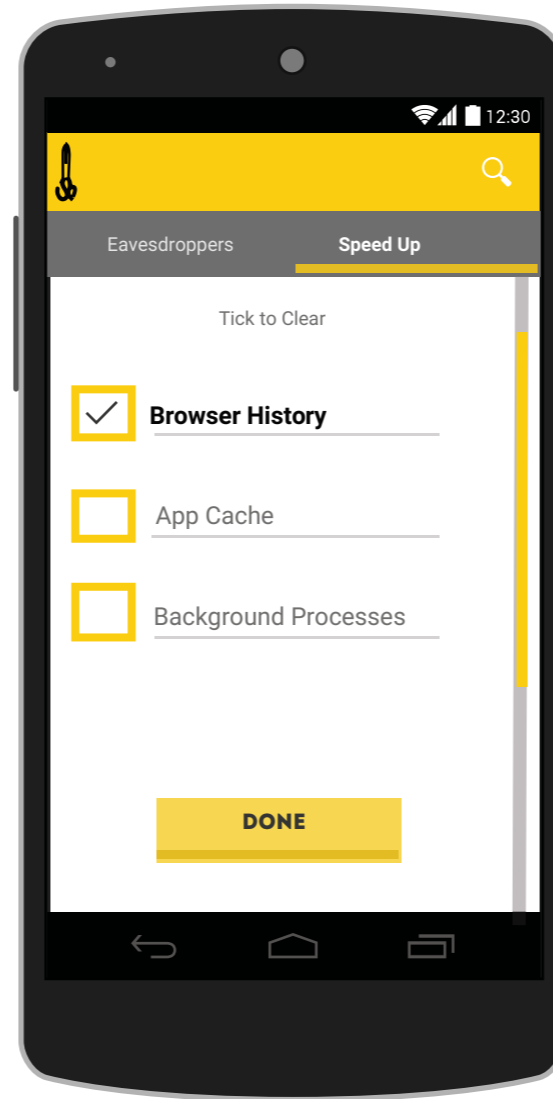 12:30
Eavesdroppers Speed Up
Tick to Clear
Browser History
App Cache
Background Processes
DONE